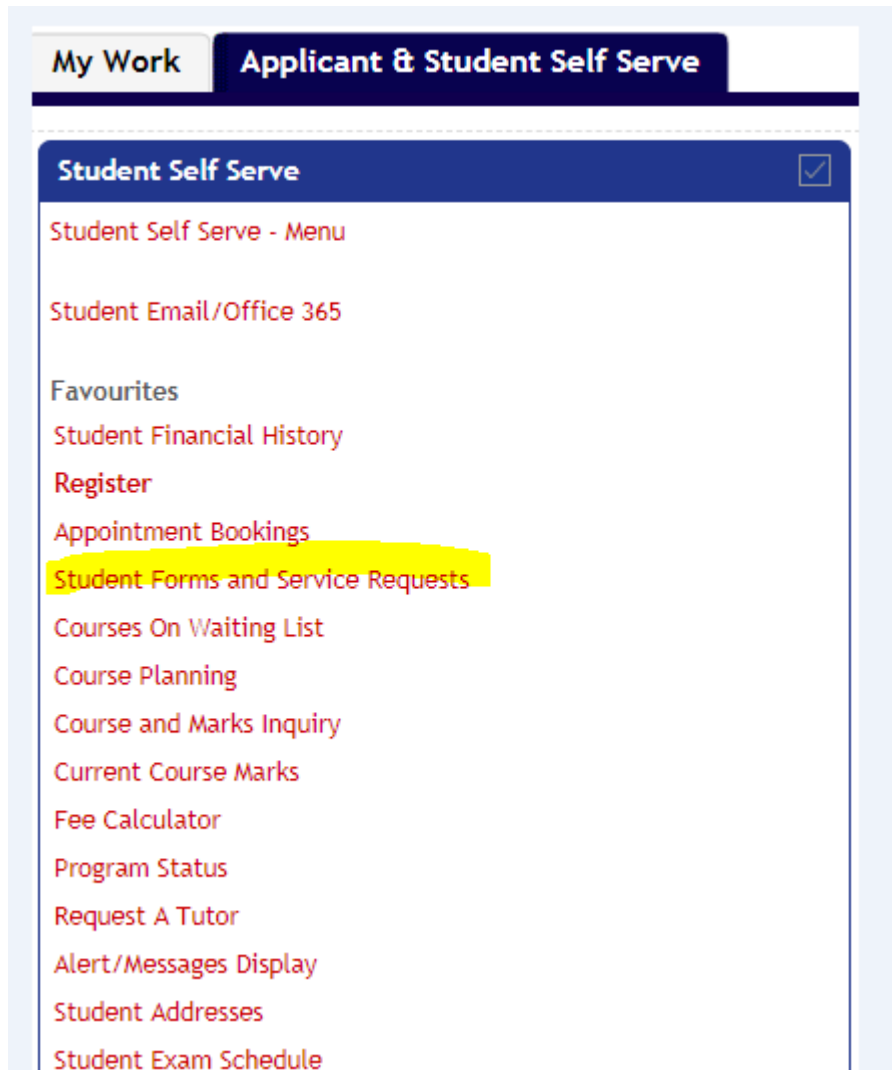 My Work Applicant & Student Self Serve
Student Self Serve
Student Self Serve - Menu
Student Email/Office 365
Favourites
Student Financial History
Register
Appointment Bookings
Student Forms and Service Requests
Courses On Waiting List
Course Planning
Course and Marks Inquiry
Current Course Marks
Fee Calculator
Program Status
Request A Tutor
Alert/Messages Display
Student Addresses
Student Exam Schedule